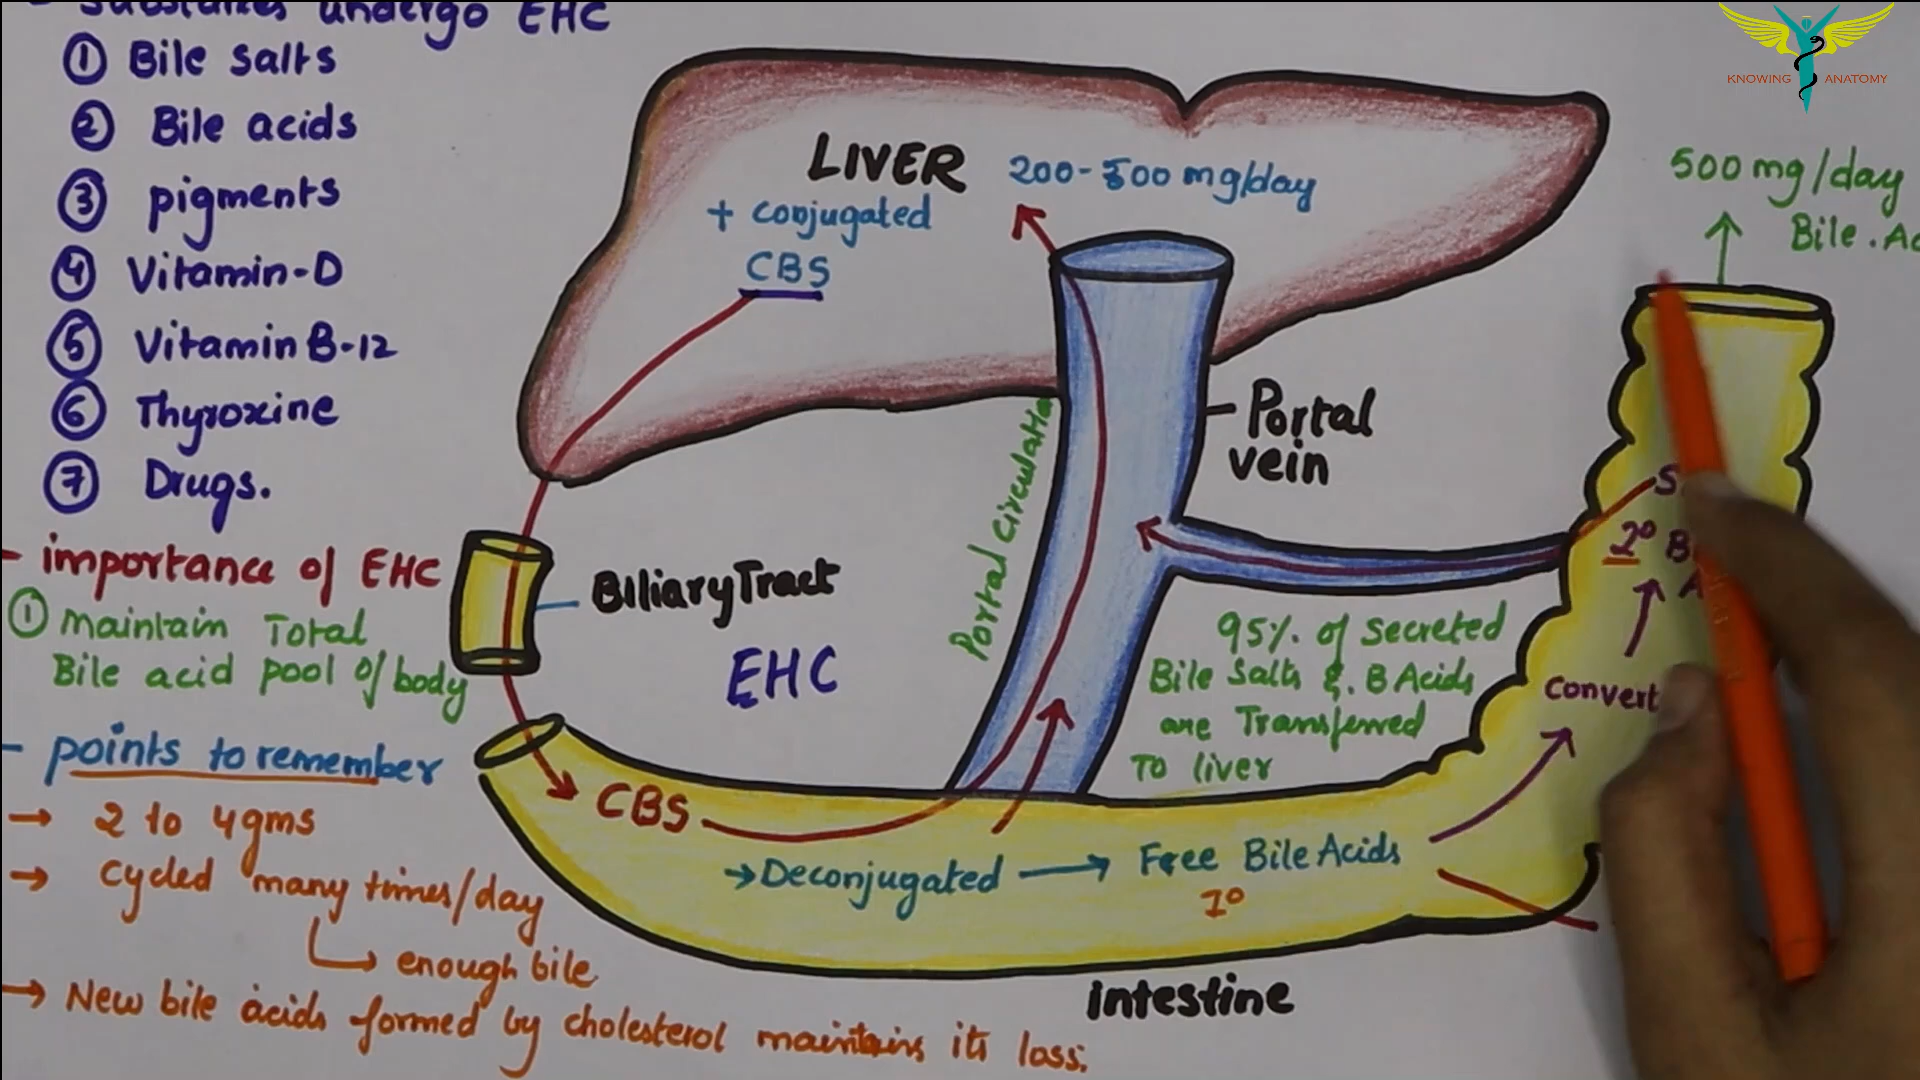 Substances undergo EHC
① Bile salts
② Bile acids
③ pigments
④ Vitamin-D
⑤ Vitamin B-12
⑥ Thyroxine
⑦ Drugs.
- importance of EHC
① Maintain Total
Bile acid pool of body
- points to remember
→ 2 to 4gms
→ Cycled many times/day
enough bile
→ New bile acids formed by cholesterol maintains its loss.
LIVER
200-500 mg/day
+ conjugated
CBS
Portal circulation
Portal
vein
Biliary Tract
EHC
95% of secreted
Bile Salts &. B Acids
are Transferred
To liver
CBS
→ Deconjugated → Free Bile Acids
1°
intestine
Convert
2° B
A
500 mg/day
Bile.
KNOWING ANATOMY